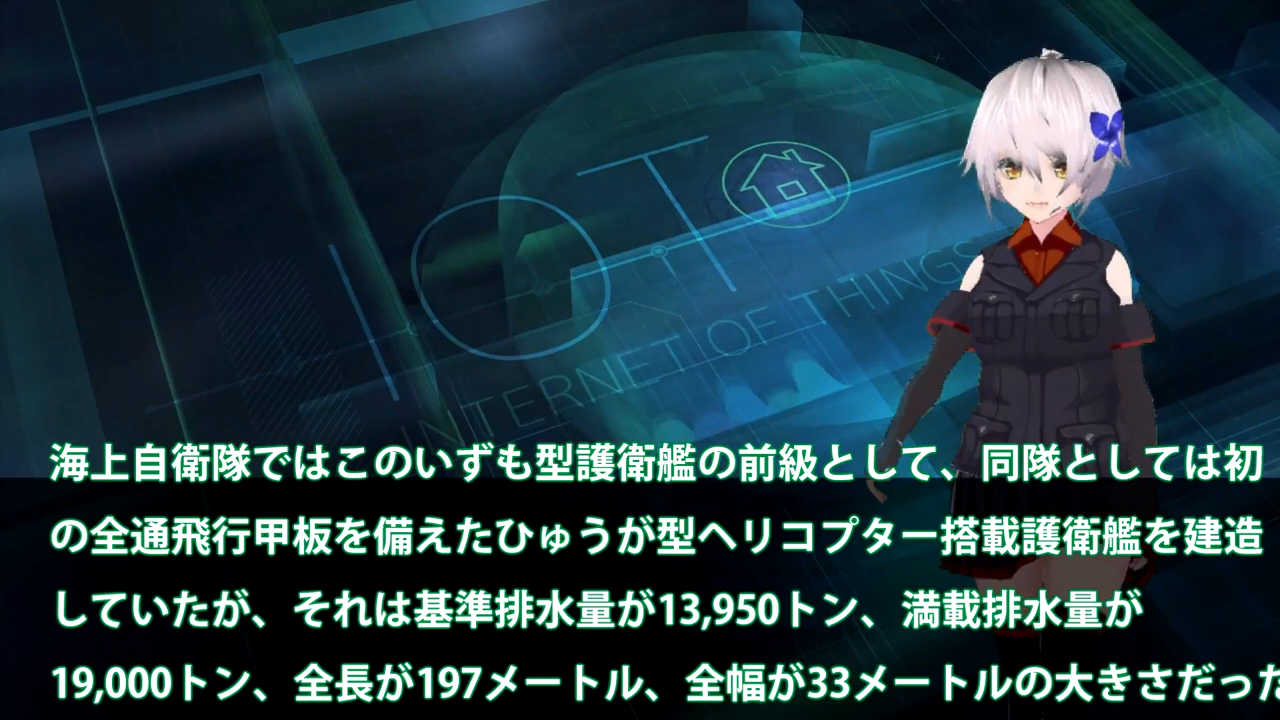 IOT
INTERNET OF THINGS
海上自衛隊ではこのいずも型護衛艦の前級として、同隊としては初
の全通飛行甲板を備えたひゅうが型ヘリコプター搭載護衛艦を建造
していたが、それは基準排水量が13,950トン、満載排水量が
19,000トン、全長が197メートル、全幅が33メートルの大きさだった